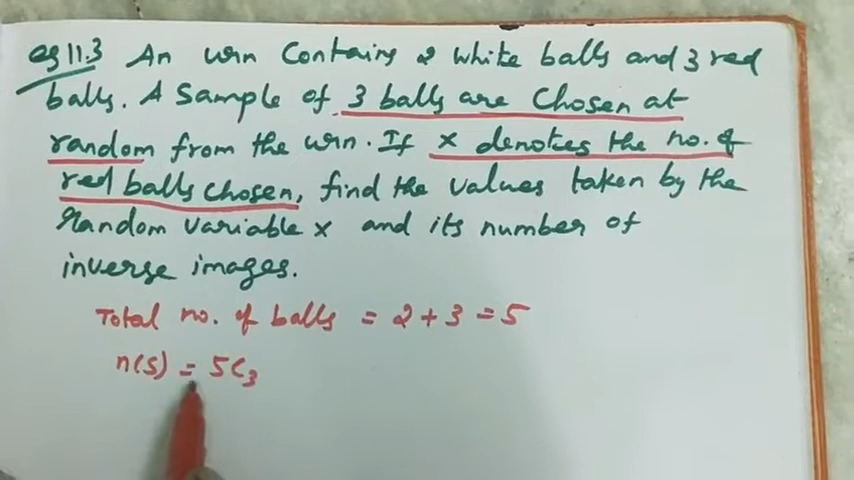 eg 11.3 An urn Contains 2 white balls and 3 red
balls. A Sample of 3 balls are Chosen at
random from the urn. If x denotes the no. of
red balls chosen, find the values taken by the
Random variable x and its number of
inverse images.
Total no. of balls = 2 + 3 = 5
n(S) = 5C3